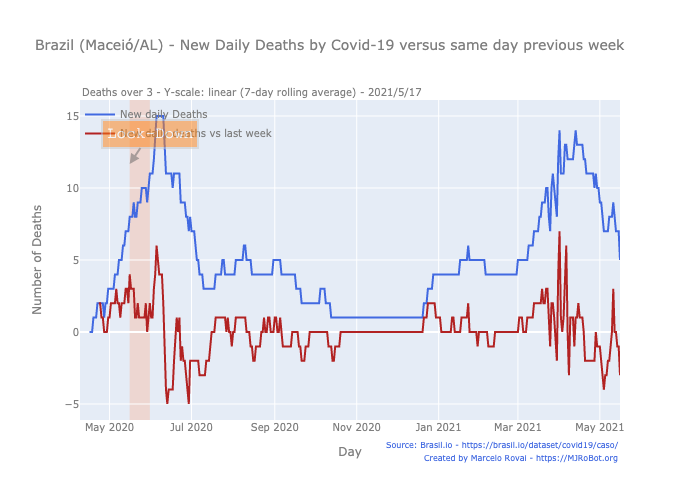 Brazil (Maceió/AL) - New Daily Deaths by Covid-19 versus same day previous week
Deaths over 3 - Y-scale: linear (7-day rolling average) - 2021/5/17
New daily Deaths
New daily Deaths vs last week
Lock-Down
15
10
5
0
−5
Number of Deaths
May 2020
Jul 2020
Sep 2020
Nov 2020
Jan 2021
Mar 2021
May 2021
Day
Source: Brasil.io - https://brasil.io/dataset/covid19/caso/
Created by Marcelo Rovai - https://MJRoBot.org